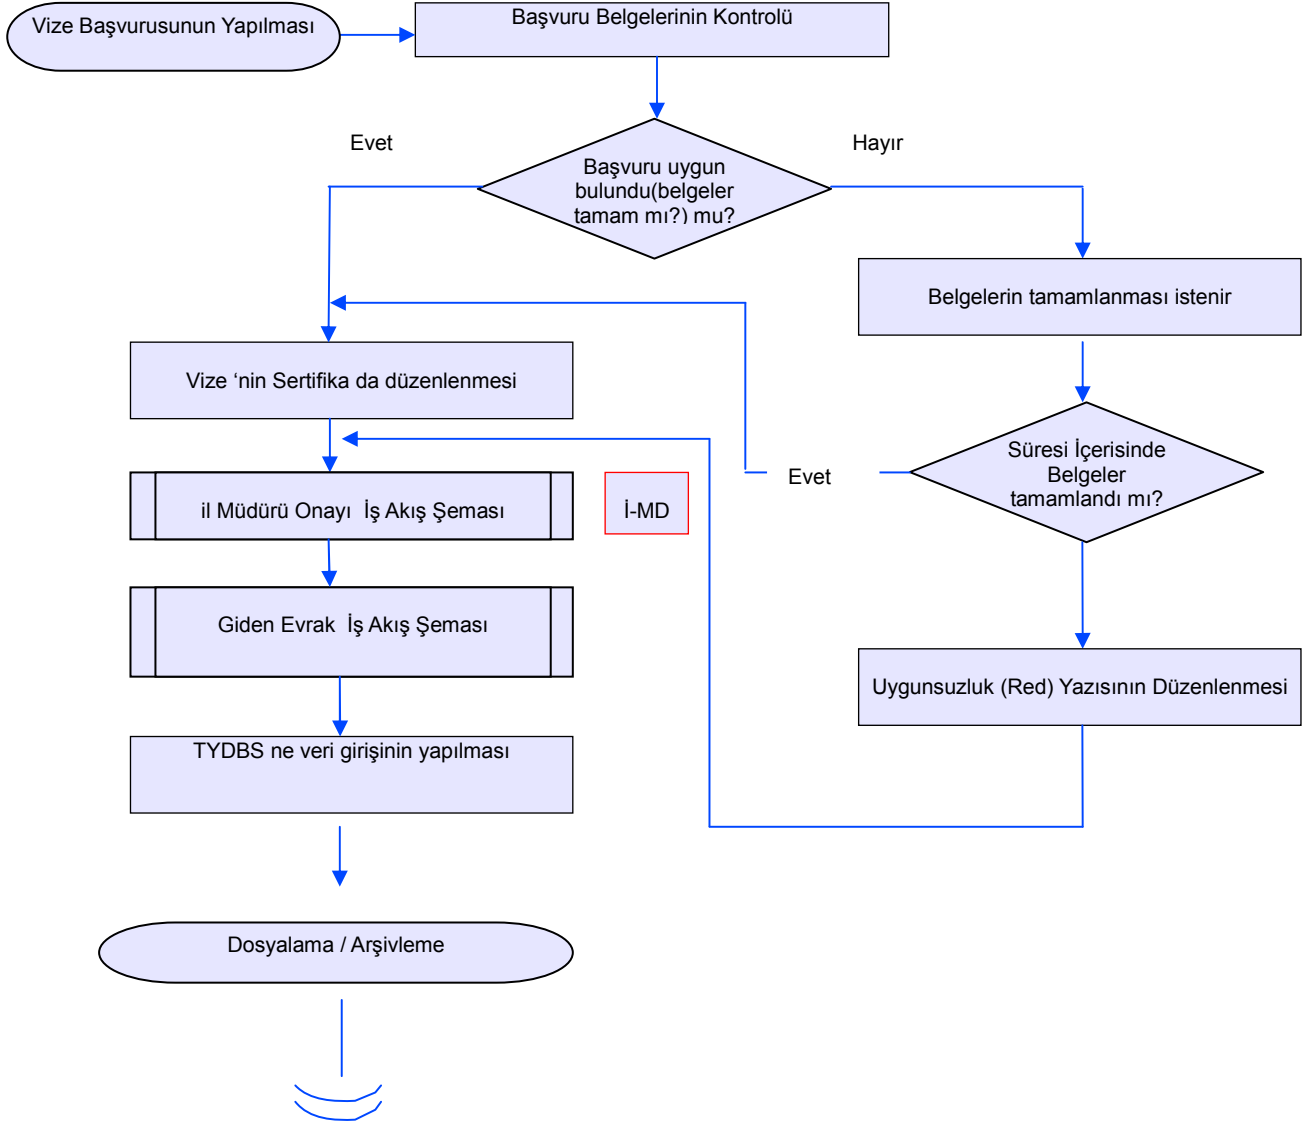 Vize Başvurusunun Yapılması
Başvuru Belgelerinin Kontrolü
Evet
Hayır
Başvuru uygun
bulundu(belgeler
tamam mı?) mu?
Belgelerin tamamlanması istenir
Vize ‘nin Sertifika da düzenlenmesi
Süresi İçerisinde
Belgeler
tamamlandı mı?
Evet
il Müdürü Onayı İş Akış Şeması
İ-MD
Giden Evrak İş Akış Şeması
Uygunsuzluk (Red) Yazısının Düzenlenmesi
TYDBS ne veri girişinin yapılması
Dosyalama / Arşivleme